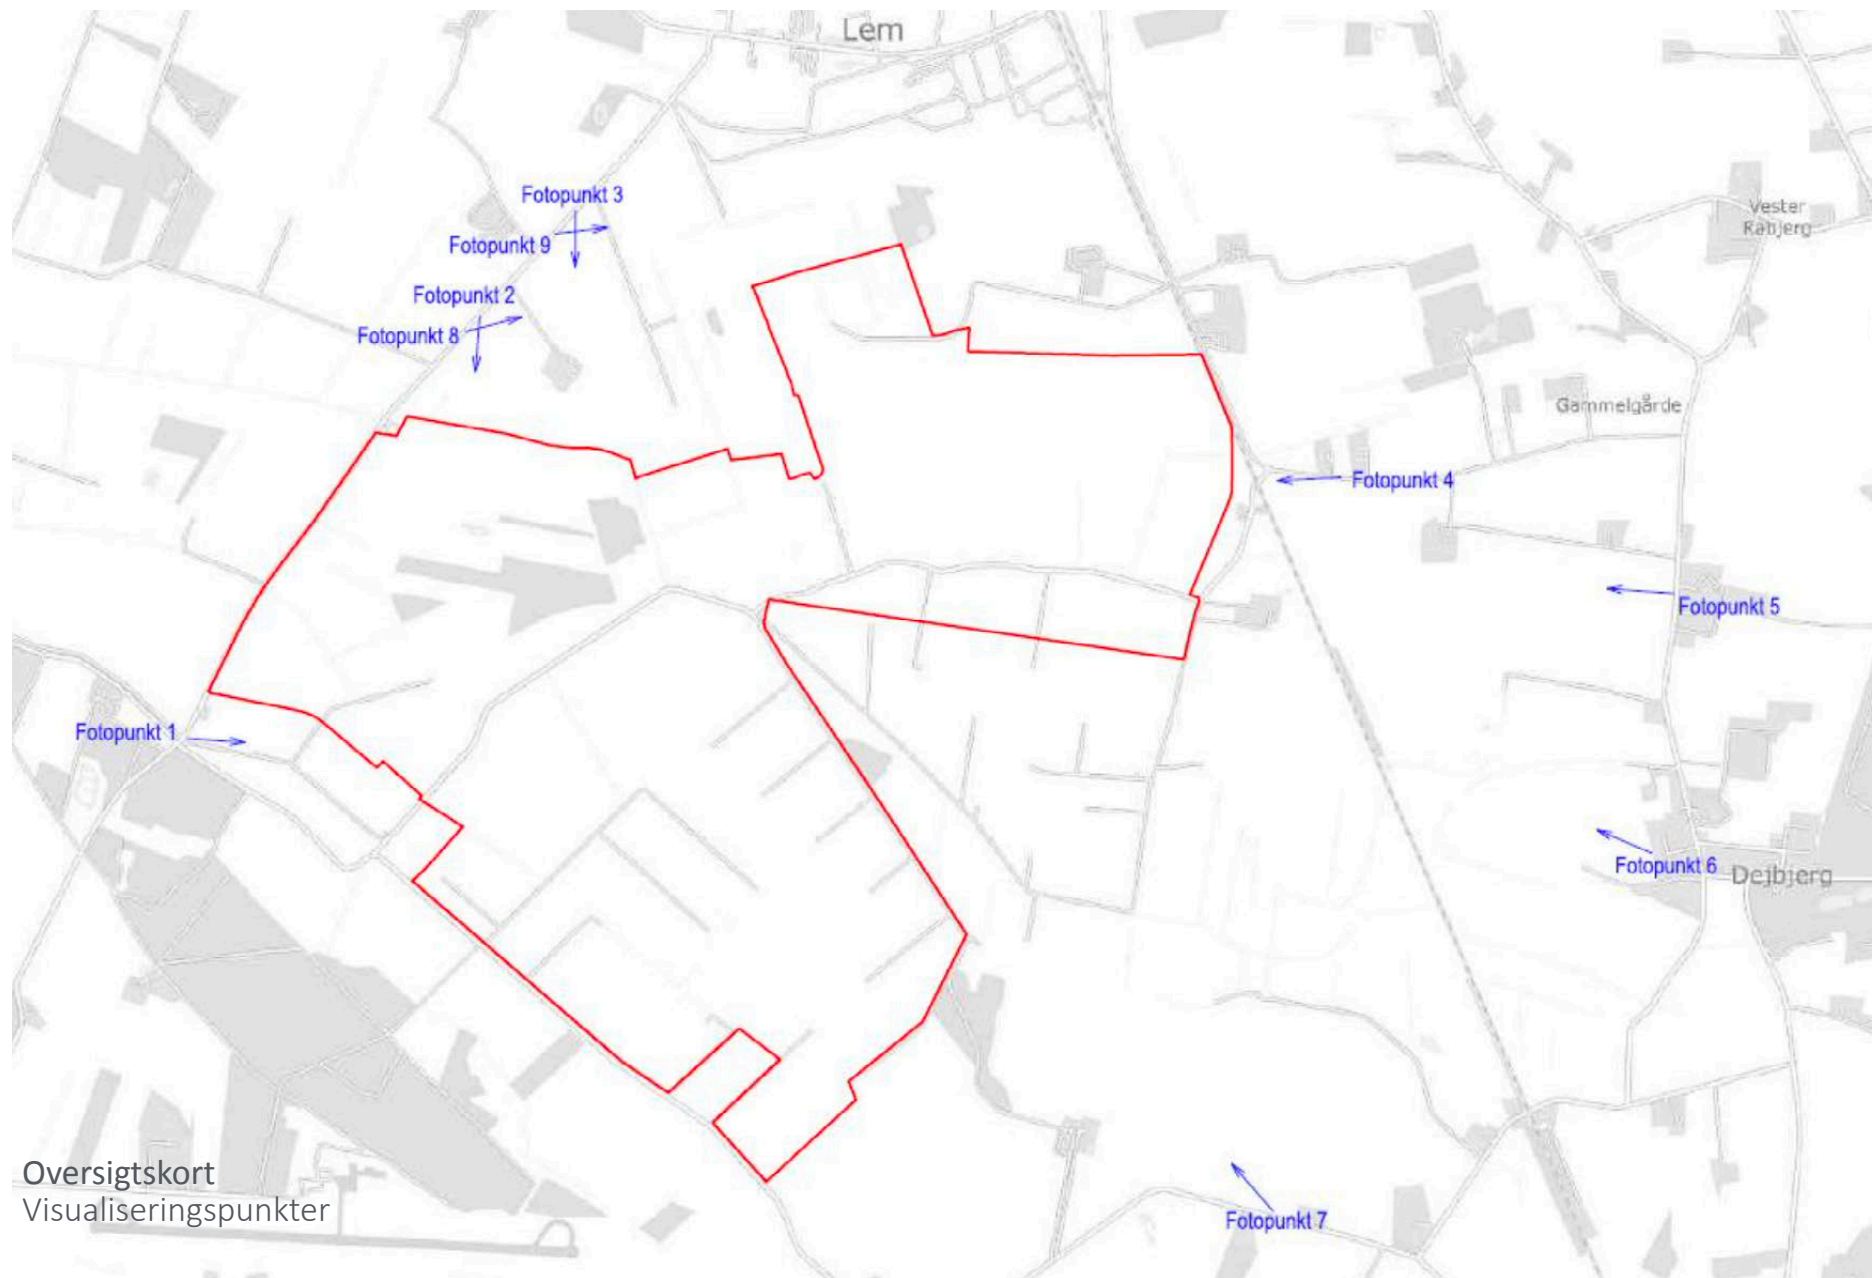 Lem
Fotopunkt 3
Vester
Rabjerg
Fotopunkt 9
Fotopunkt 2
Fotopunkt 8
Gammelgårde
Fotopunkt 4
Fotopunkt 5
Fotopunkt 1
Fotopunkt 6
Dejbjerg
Fotopunkt 7
Oversigtskort
Visualiseringspunkter